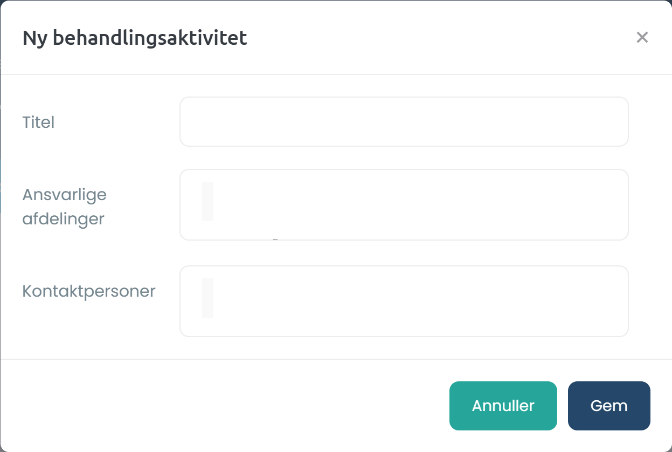 Ny behandlingsaktivitet
Titel
Ansvarlige
afdelinger
Kontaktpersoner
Annuller
Gem